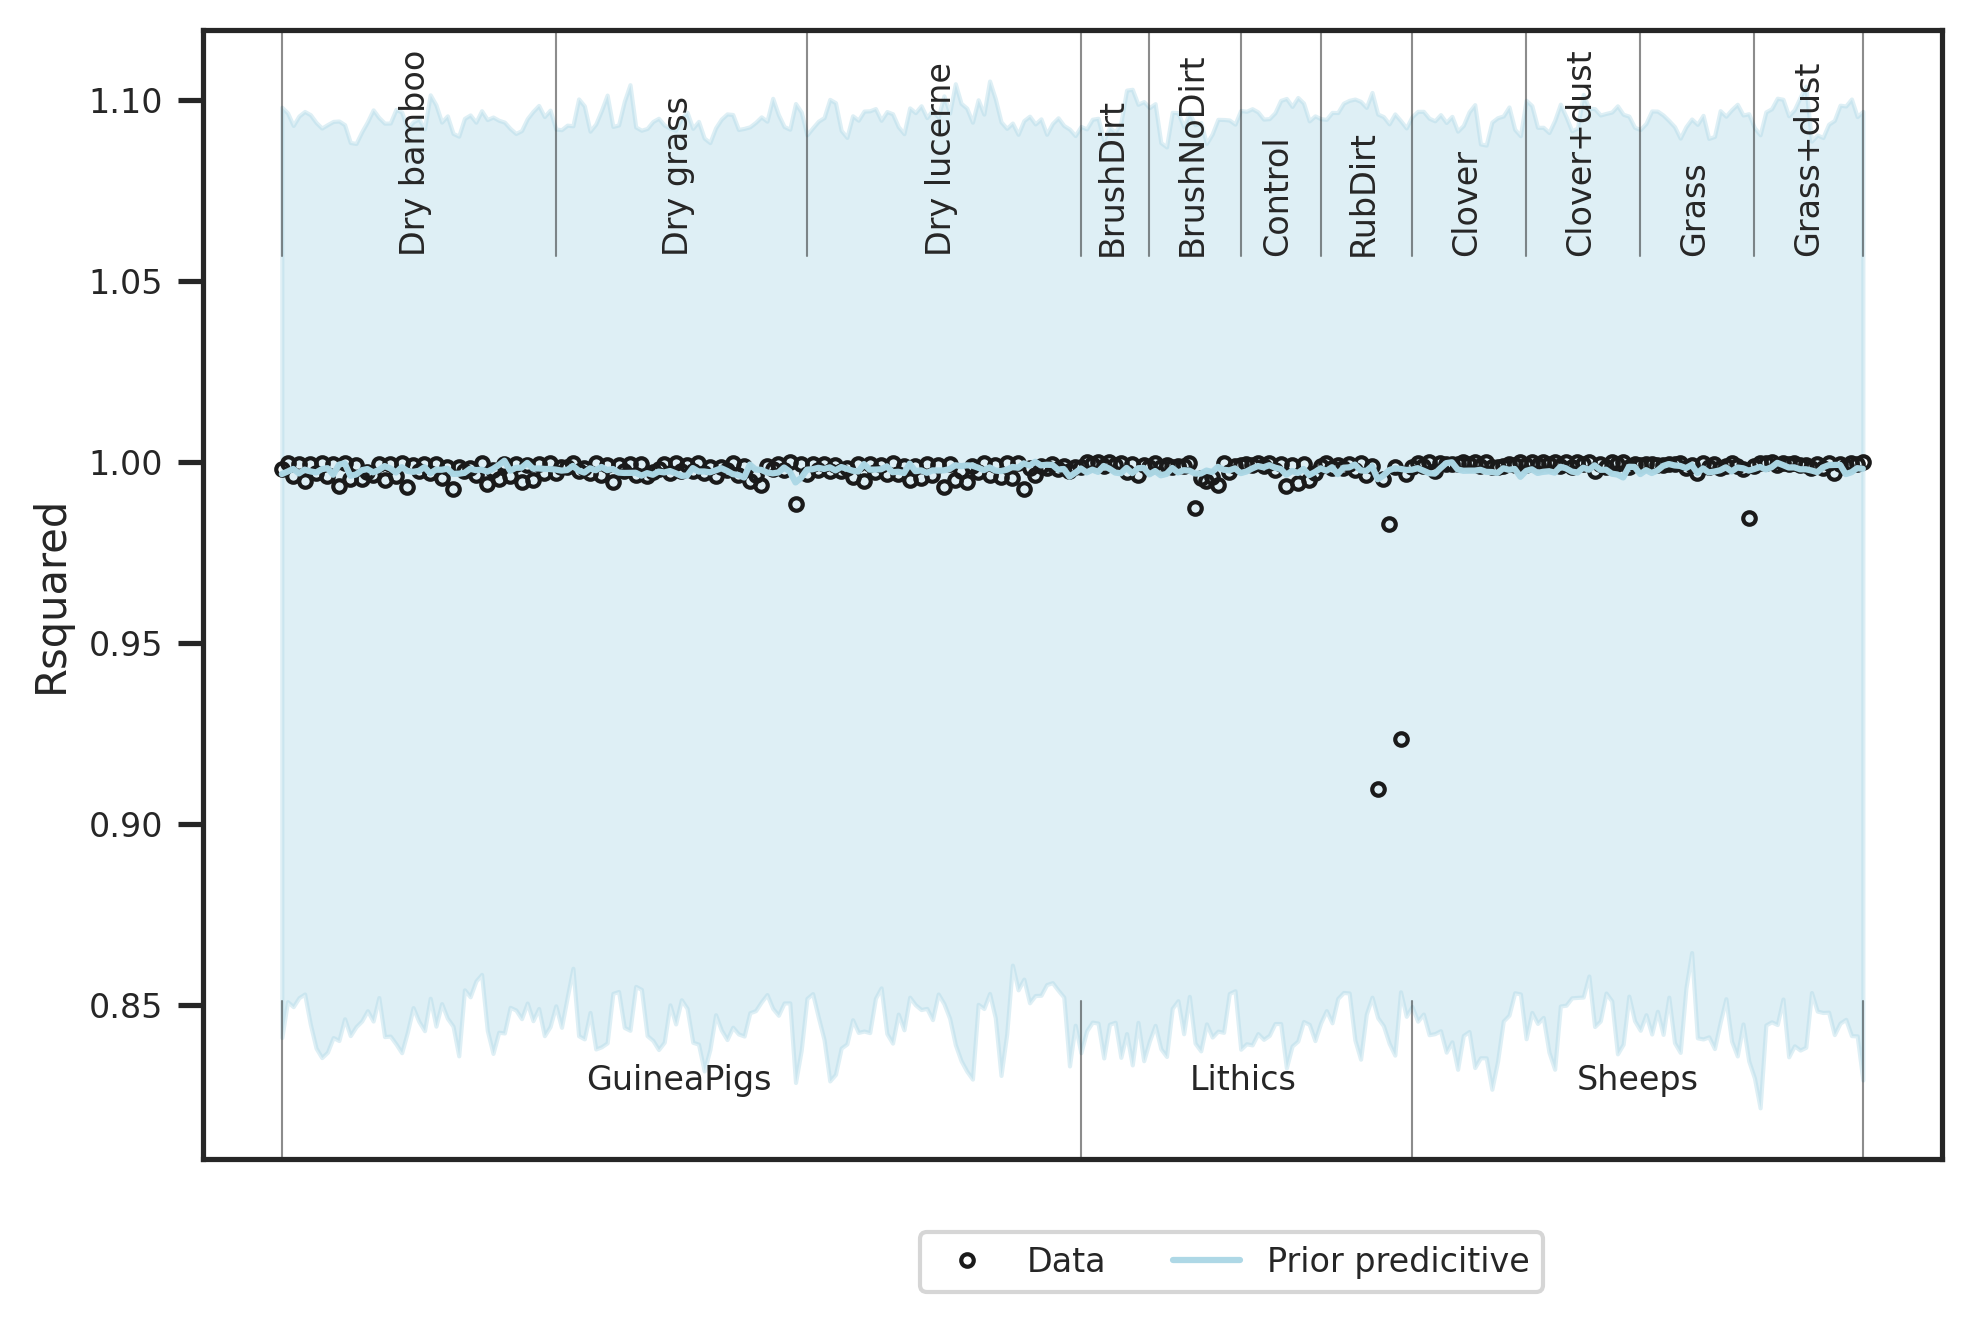 Dry bamboo
Dry grass
Dry lucerne
BrushDirt
BrushNoDirt
Control
RubDirt
Clover
Clover+dust
Grass
Grass+dust
1.10
1.05
1.00
0.95
0.90
0.85
Rsquared
GuineaPigs
Lithics
Sheeps
Data
Prior predicitive